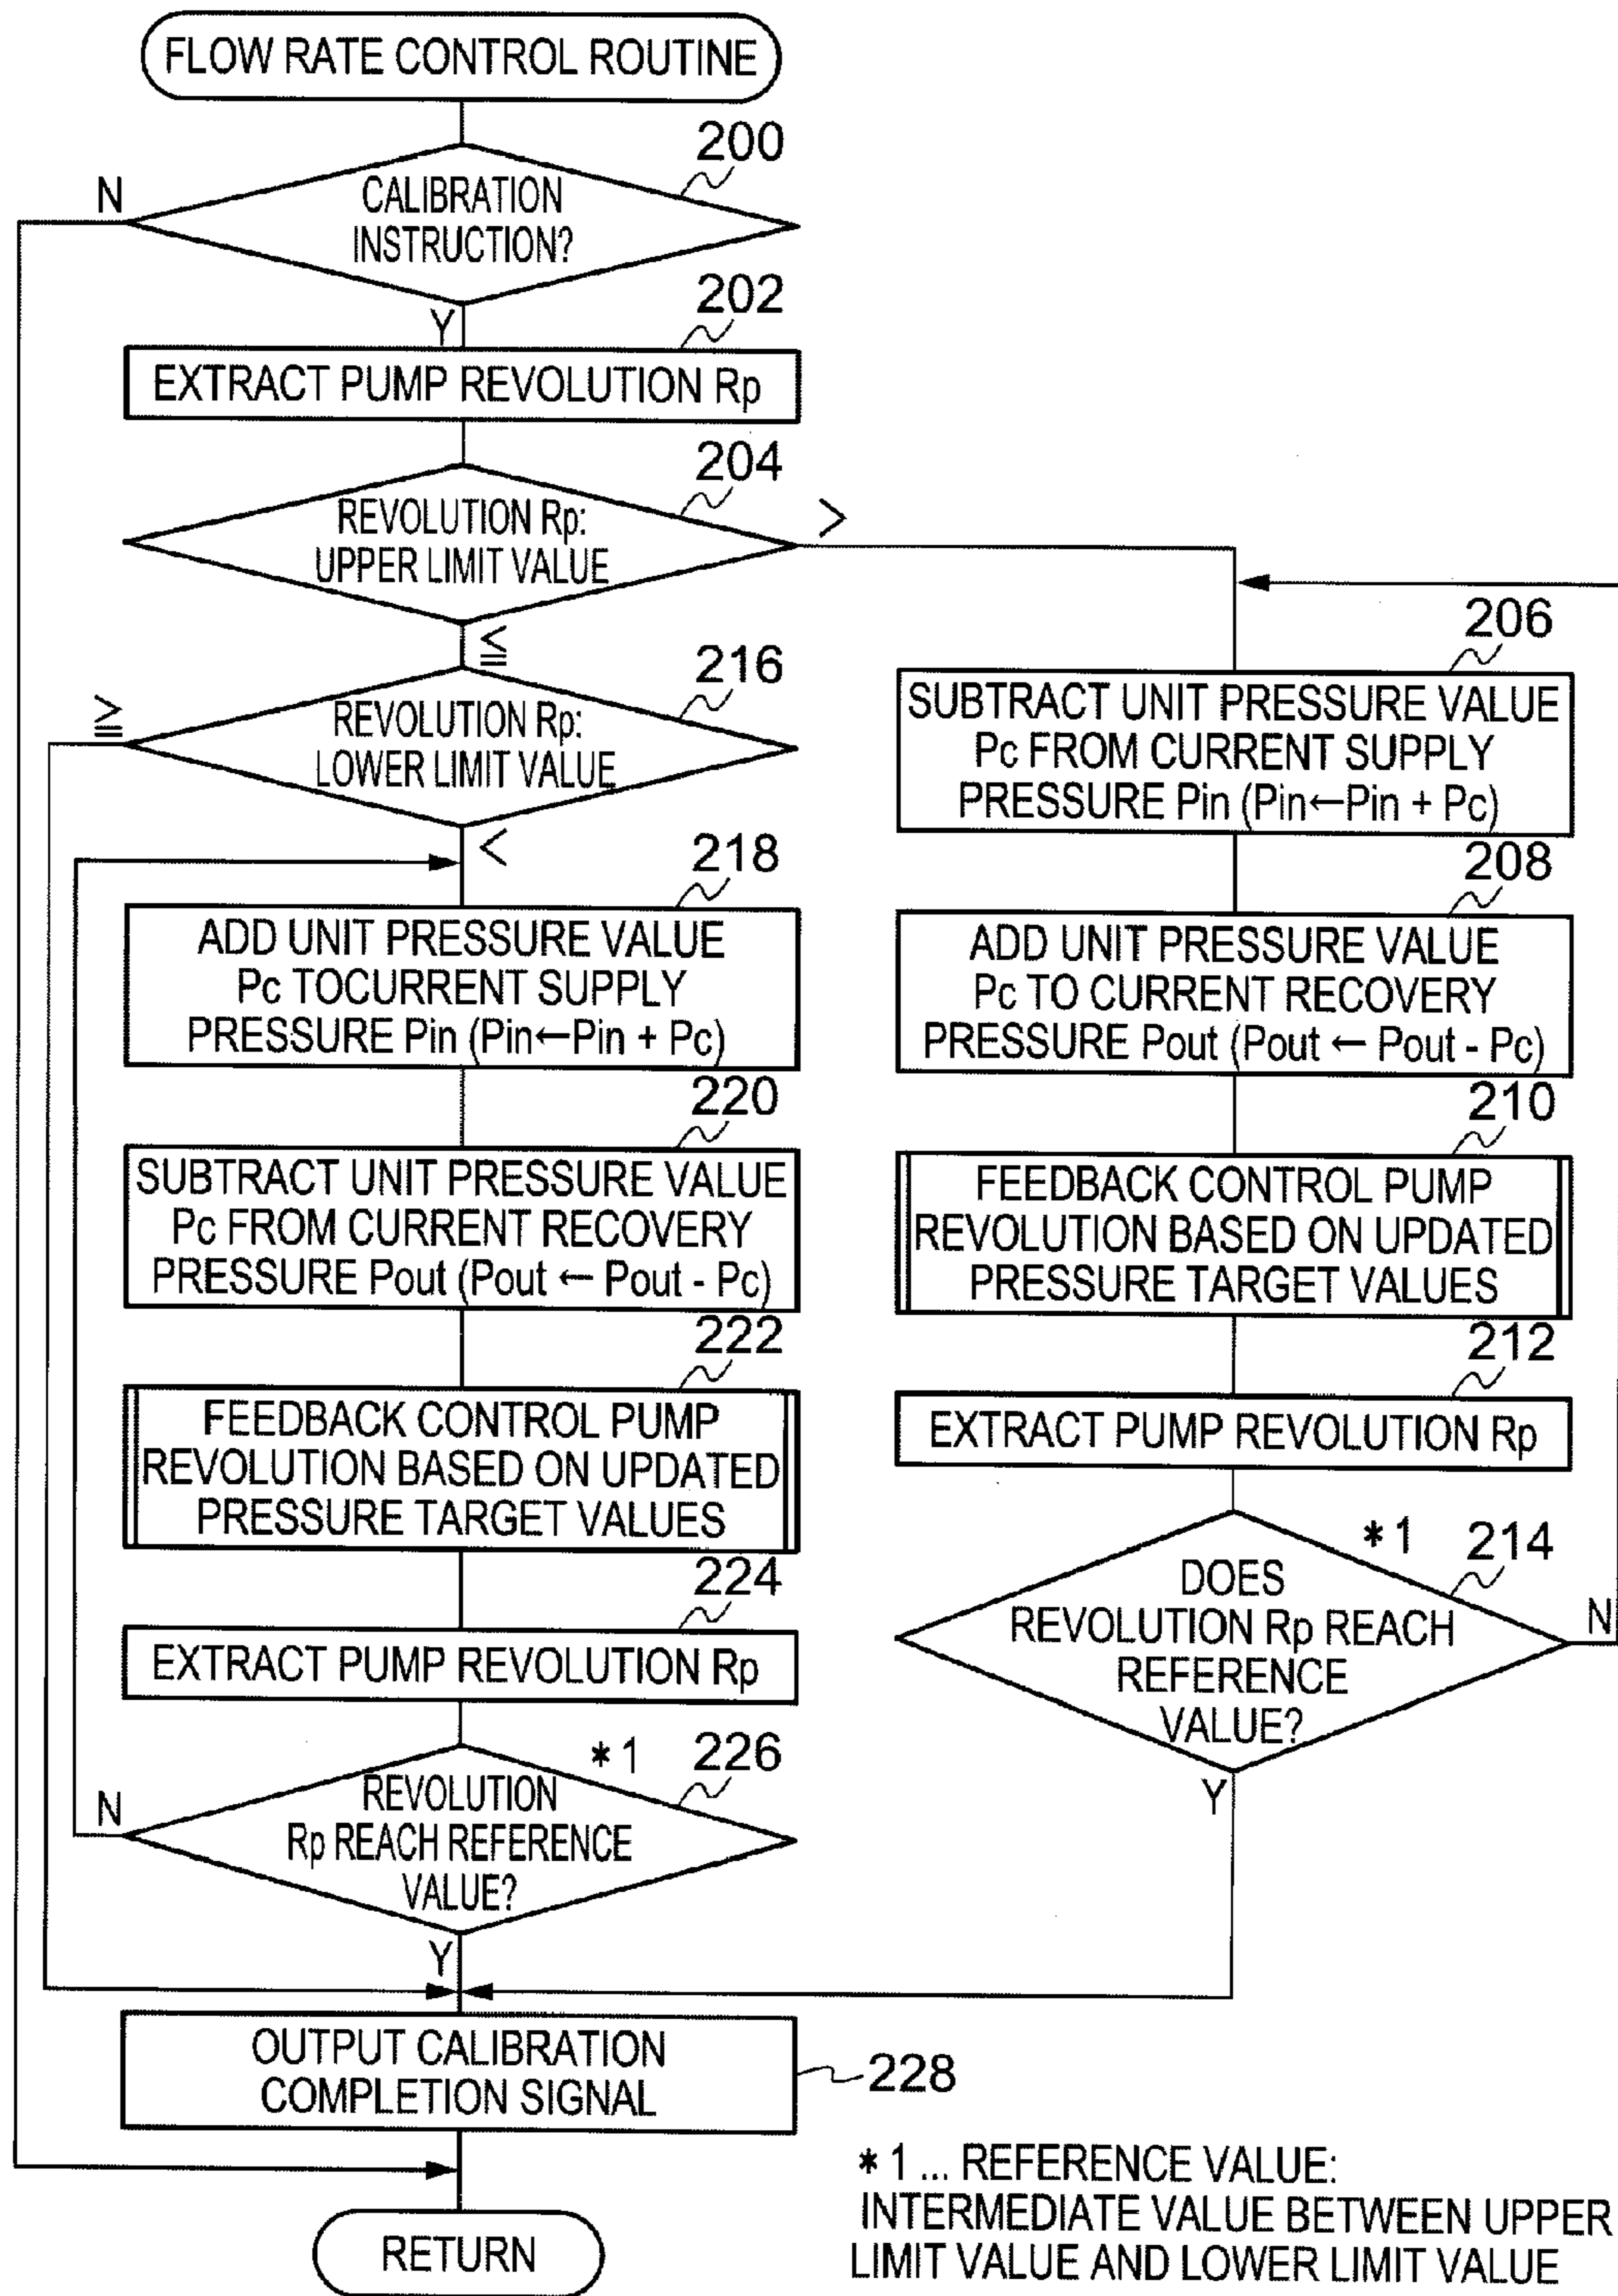 FLOW RATE CONTROL ROUTINE
200
N
CALIBRATION
INSTRUCTION?
Y
202
EXTRACT PUMP REVOLUTION Rp
204
REVOLUTION Rp:
UPPER LIMIT VALUE
>
≦
216
≧
REVOLUTION Rp:
LOWER LIMIT VALUE
<
218
ADD UNIT PRESSURE VALUE
Pc TOCURRENT SUPPLY
PRESSURE Pin (Pin←Pin + Pc)
220
SUBTRACT UNIT PRESSURE VALUE
Pc FROM CURRENT RECOVERY
PRESSURE Pout (Pout ← Pout - Pc)
222
FEEDBACK CONTROL PUMP
REVOLUTION BASED ON UPDATED
PRESSURE TARGET VALUES
224
EXTRACT PUMP REVOLUTION Rp
*1
226
N
REVOLUTION
Rp REACH REFERENCE
VALUE?
Y
206
SUBTRACT UNIT PRESSURE VALUE
Pc FROM CURRENT SUPPLY
PRESSURE Pin (Pin←Pin + Pc)
208
ADD UNIT PRESSURE VALUE
Pc TO CURRENT RECOVERY
PRESSURE Pout (Pout ← Pout - Pc)
210
FEEDBACK CONTROL PUMP
REVOLUTION BASED ON UPDATED
PRESSURE TARGET VALUES
212
EXTRACT PUMP REVOLUTION Rp
*1
214
DOES
REVOLUTION Rp REACH
REFERENCE
VALUE?
N
Y
OUTPUT CALIBRATION
COMPLETION SIGNAL
228
RETURN
*1 ... REFERENCE VALUE:
INTERMEDIATE VALUE BETWEEN UPPER
LIMIT VALUE AND LOWER LIMIT VALUE